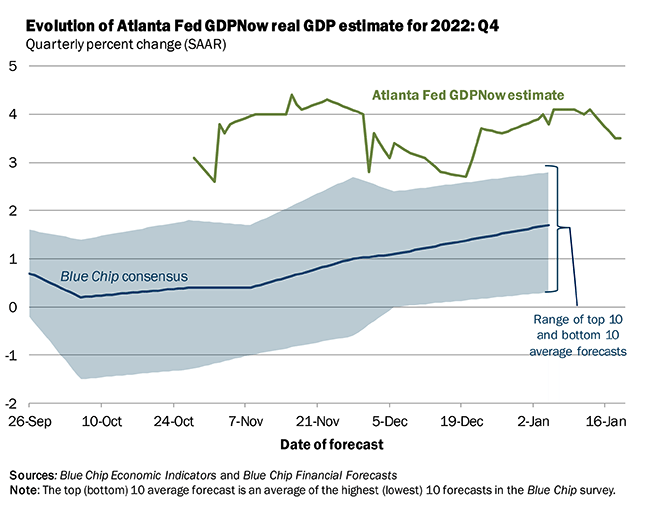 Evolution of Atlanta Fed GDPNow real GDP estimate for 2022: Q4
Quarterly percent change (SAAR)
5
4
3
2
1
0
-1
-2
Atlanta Fed GDPNow estimate
Blue Chip consensus
Range of top 10
and bottom 10
average forecasts
26-Sep 10-Oct 24-Oct 7-Nov 21-Nov 5-Dec 19-Dec 2-Jan 16-Jan
Date of forecast
Sources: Blue Chip Economic Indicators and Blue Chip Financial Forecasts
Note: The top (bottom) 10 average forecast is an average of the highest (lowest) 10 forecasts in the Blue Chip survey.